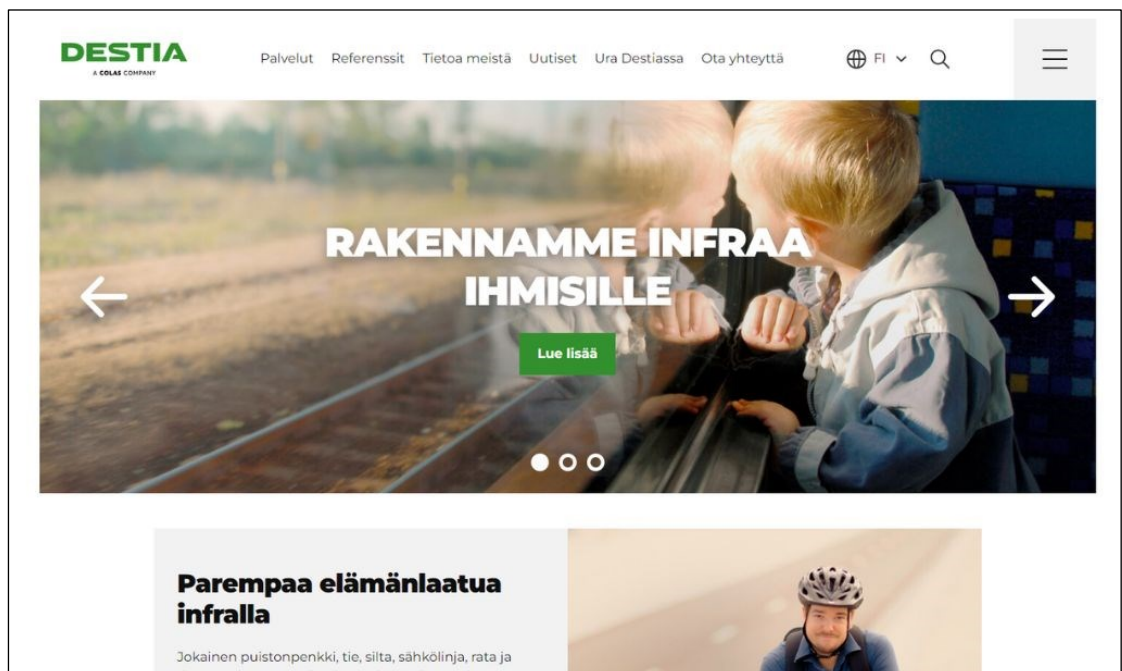 DESTIA
A COLAS COMPANY
Palvelut Referenssit Tietoa meistä Uutiset Ura Destiassa Ota yhteyttä FI
RAKENNAMME INFRAA
IHMISILLE
Lue lisää
Parempaa elämänlaatua
infralla
Jokainen puistonpenkki, tie, silta, sähkölinja, rata ja